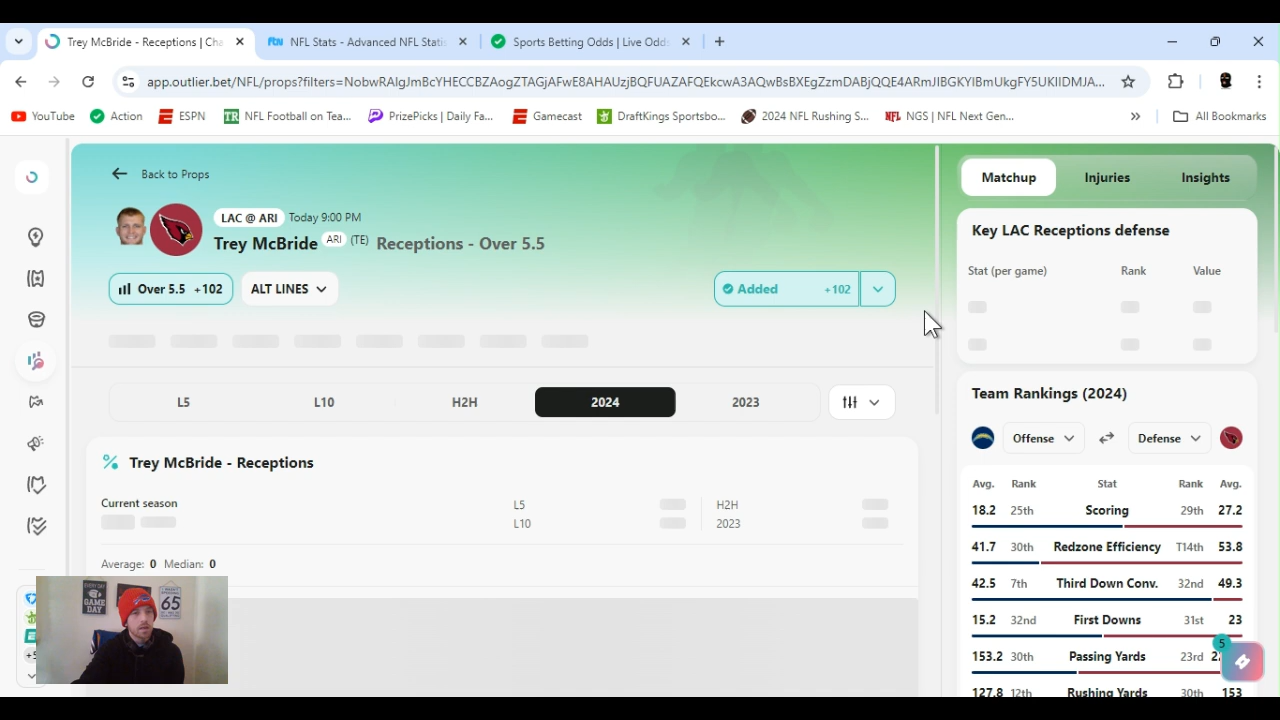 Trey McBride - Receptions | Cha
NFL Stats - Advanced NFL Stati
Sports Betting Odds | Live Odd
app.outlier.bet/NFL/props?filters=NobwRAlgJmBcYHECCBZAogZTAGjAFwE8AHAUzjBQFUAZAFQEkcwA3AQwBsBXEgZzmDABjQQE4ARmJIBGKYIBmUkgFY5UKIIDMJA...
YouTube
Action
ESPN
NFL Football on Tea...
PrizePicks | Daily Fa...
Gamecast
DraftKings Sportsbo...
2024 NFL Rushing S...
NGS | NFL Next Gen...
All Bookmarks
Back to Props
LAC @ ARI Today 9:00 PM
Trey McBride ARI (TE) Receptions - Over 5.5
Over 5.5 +102
ALT LINES
Added +102
L5 L10 H2H 2024 2023
Trey McBride - Receptions
Current season
L5
H2H
L10
2023
Average: 0 Median: 0
Matchup Injuries Insights
Key LAC Receptions defense
Stat (per game) Rank Value
Team Rankings (2024)
Offense Defense
Avg. Rank Stat Rank Avg.
18.2 25th Scoring 29th 27.2
41.7 30th Redzone Efficiency T14th 53.8
42.5 7th Third Down Conv. 32nd 49.3
15.2 32nd First Downs 31st 23
153.2 30th Passing Yards 23rd 2
127.8 12th Rushing Yards 30th 153
5
GAME DAY
65